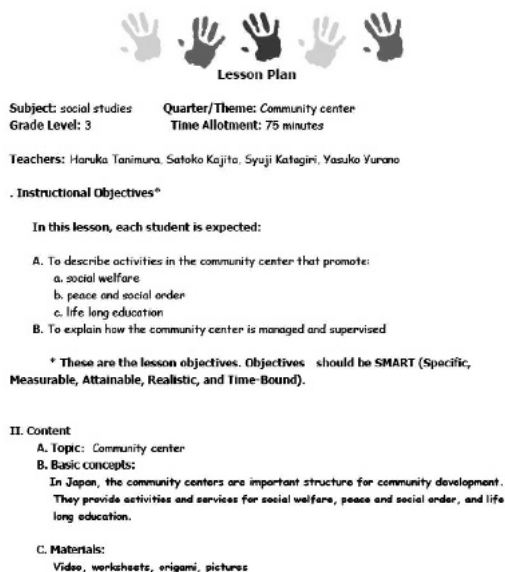 Lesson Plan
Subject: social studies Quarter/Theme: Community center
Grade Level: 3 Time Allotment: 75 minutes
Teachers: Haruka Tanimura, Satoko Kajita, Syuji Katagiri, Yasuko Yurano
. Instructional Objectives*
In this lesson, each student is expected:
A. To describe activities in the community center that promote:
a. social welfare
b. peace and social order
c. life long education
B. To explain how the community center is managed and supervised
* These are the lesson objectives. Objectives should be SMART (Specific,
Measurable, Attainable, Realistic, and Time-Bound).
II. Content
A. Topic: Community center
B. Basic concepts:
In Japan, the community centers are important structure for community development.
They provide activities and services for social welfare, peace and social order, and life
long education.
C. Materials:
Video, worksheets, origami, pictures